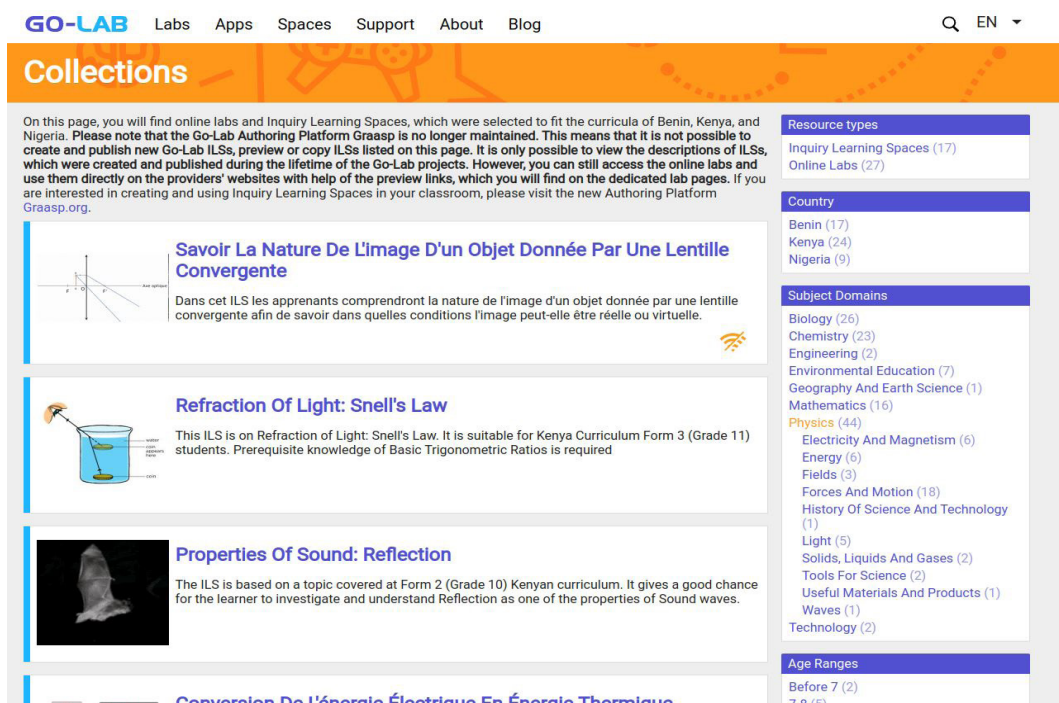 GO-LAB Labs Apps Spaces Support About Blog EN
Collections
On this page, you will find online labs and Inquiry Learning Spaces, which were selected to fit the curricula of Benin, Kenya, and
Nigeria. Please note that the Go-Lab Authoring Platform Graasp is no longer maintained. This means that it is not possible to
create and publish new Go-Lab ILSs, preview or copy ILSs listed on this page. It is only possible to view the descriptions of ILSs,
which were created and published during the lifetime of the Go-Lab projects. However, you can still access the online labs and
use them directly on the providers' websites with help of the preview links, which you will find on the dedicated lab pages. If you
are interested in creating and using Inquiry Learning Spaces in your classroom, please visit the new Authoring Platform
Graasp.org.
Savoir La Nature De L'image D'un Objet Donnée Par Une Lentille
Convergente
Dans cet ILS les apprenants comprendront la nature de l'image d'un objet donnée par une lentille
convergente afin de savoir dans quelles conditions l'image peut-elle être réelle ou virtuelle.
Refraction Of Light: Snell's Law
This ILS is on Refraction of Light: Snell's Law. It is suitable for Kenya Curriculum Form 3 (Grade 11)
students. Prerequisite knowledge of Basic Trigonometric Ratios is required
water
coin
appears
here
coin
Properties Of Sound: Reflection
The ILS is based on a topic covered at Form 2 (Grade 10) Kenyan curriculum. It gives a good chance
for the learner to investigate and understand Reflection as one of the properties of Sound waves.
Conversion De L'énergie Électrique En Énergie Thermique
Resource types
Inquiry Learning Spaces (17)
Online Labs (27)
Country
Benin (17)
Kenya (24)
Nigeria (9)
Subject Domains
Biology (26)
Chemistry (23)
Engineering (2)
Environmental Education (7)
Geography And Earth Science (1)
Mathematics (16)
Physics (44)
Electricity And Magnetism (6)
Energy (6)
Fields (3)
Forces And Motion (18)
History Of Science And Technology
(1)
Light (5)
Solids, Liquids And Gases (2)
Tools For Science (2)
Useful Materials And Products (1)
Waves (1)
Technology (2)
Age Ranges
Before 7 (2)
7-8 (5)